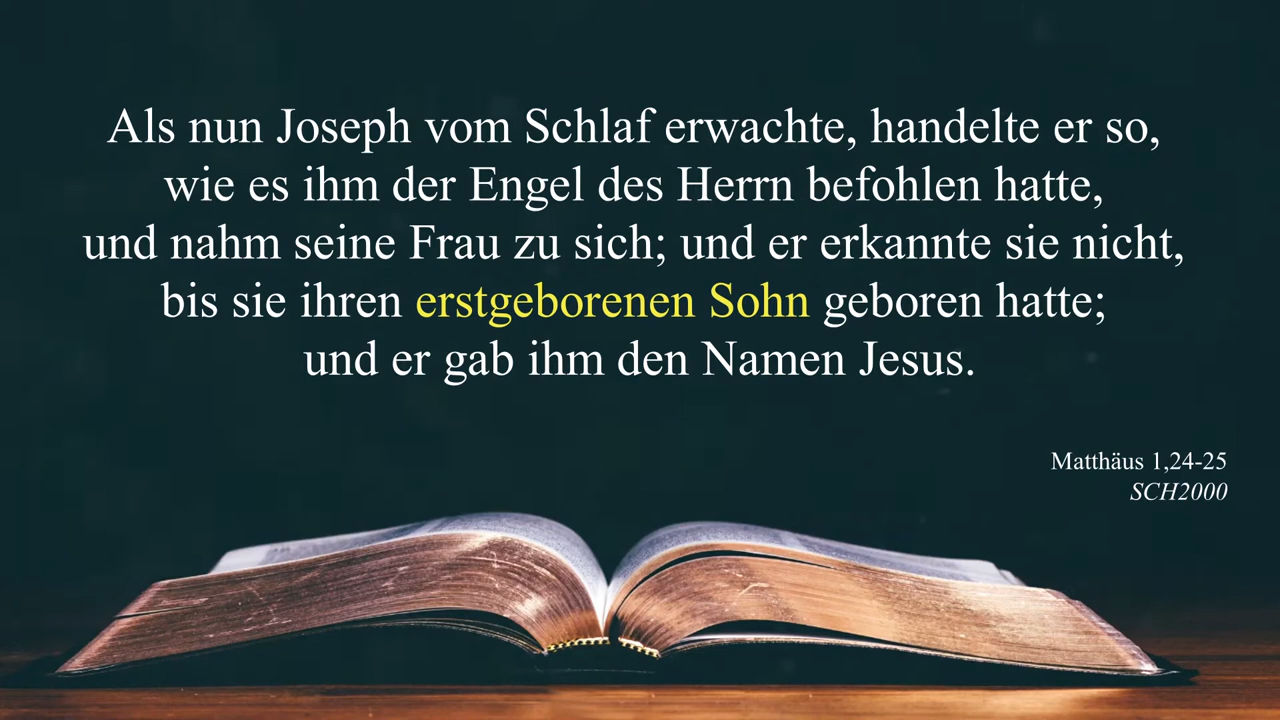 Als nun Joseph vom Schlaf erwachte, handelte er so,
wie es ihm der Engel des Herrn befohlen hatte,
und nahm seine Frau zu sich; und er erkannte sie nicht,
bis sie ihren erstgeborenen Sohn geboren hatte;
und er gab ihm den Namen Jesus.
Matthäus 1,24-25
SCH2000